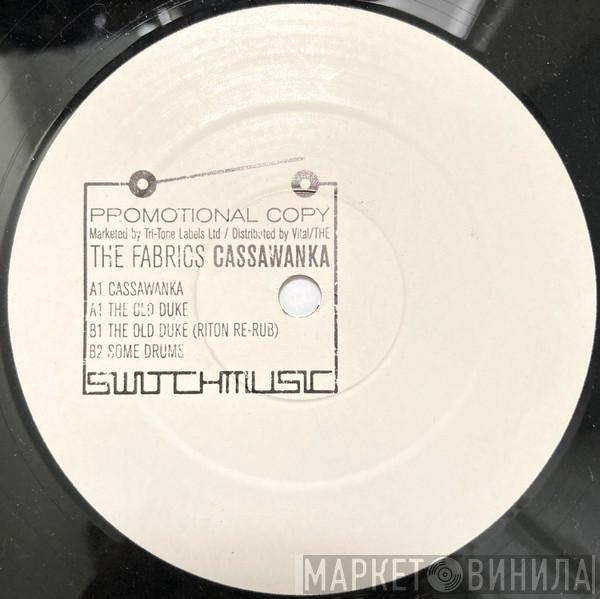 PROMOTIONAL COPY
Marketed by Tri-Tone Labels Ltd / Distributed by Vital/THE
THE FABRICS CASSAWANKA
A1 CASSAWANKA
A1 THE OLD DUKE
B1 THE OLD DUKE (RITON RE-RUB)
B2 SOME DRUMS
SWITCHMUSIC
МАРКЕТ ВИНИЛА